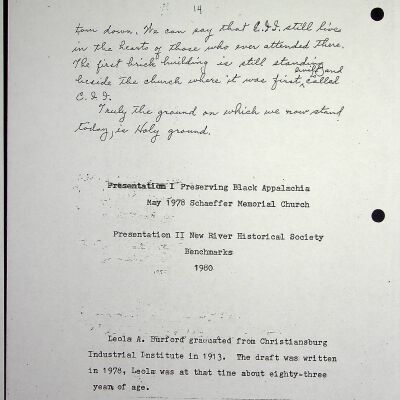 14
torn down. We can say that C.I.I. still lives
in the hearts of those who ever attended there.
The first brick building is still standing
built and
beside the church where it was first, called
C.I.I.
Truly the ground on which we now stand
today, is Holy ground.
Presentation I Preserving Black Appalachia
May 1978 Schaeffer Memorial Church
Presentation II New River Historical Society
Benchmarks
1980
Leola A. Burford graduated from Christiansburg
Industrial Institute in 1913. The draft was written
in 1978, Leola was at that time about eighty-three
years of age.